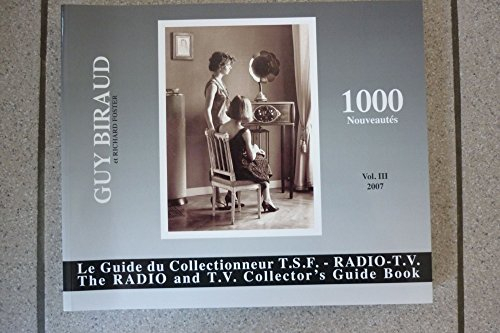 GUY BIRAUD
et RICHARD FOSTER
1000
Nouveautés
Vol. III
2007
Le Guide du Collectionneur T.S.F. - RADIO-T.V.
The RADIO and T.V. Collector's Guide Book